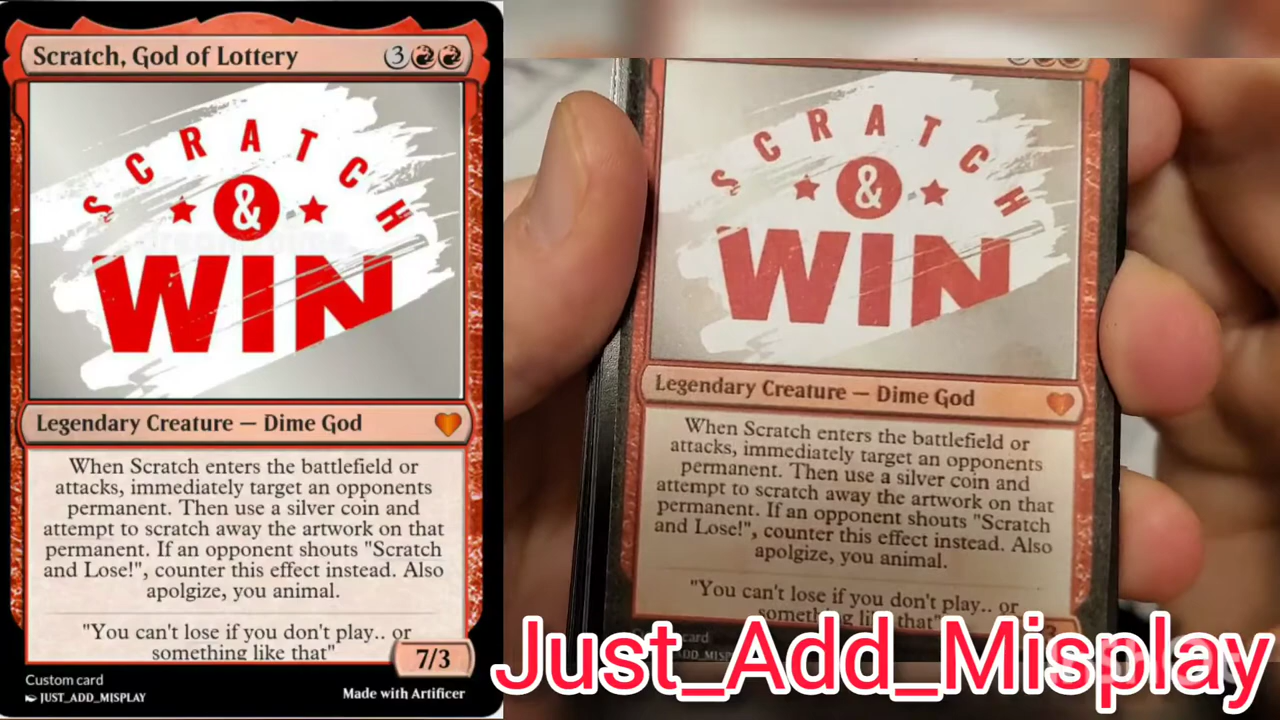 Scratch, God of Lottery 3
SCRATCH
&
WIN
Legendary Creature — Dime God
When Scratch enters the battlefield or
attacks, immediately target an opponents
permanent. Then use a silver coin and
attempt to scratch away the artwork on that
permanent. If an opponent shouts "Scratch
and Lose!", counter this effect instead. Also
apolgize, you animal.
"You can't lose if you don't play.. or
something like that"
7/3
Custom card
JUST_ADD_MISPLAY
Made with Artificer
SCRATCH
&
WIN
Legendary Creature — Dime God
When Scratch enters the battlefield or
attacks, immediately target an opponents
permanent. Then use a silver coin and
attempt to scratch away the artwork on that
permanent. If an opponent shouts "Scratch
and Lose!", counter this effect instead. Also
apolgize, you animal.
"You can't lose if you don't play.. or
something like that"
card
Just_Add_Misplay